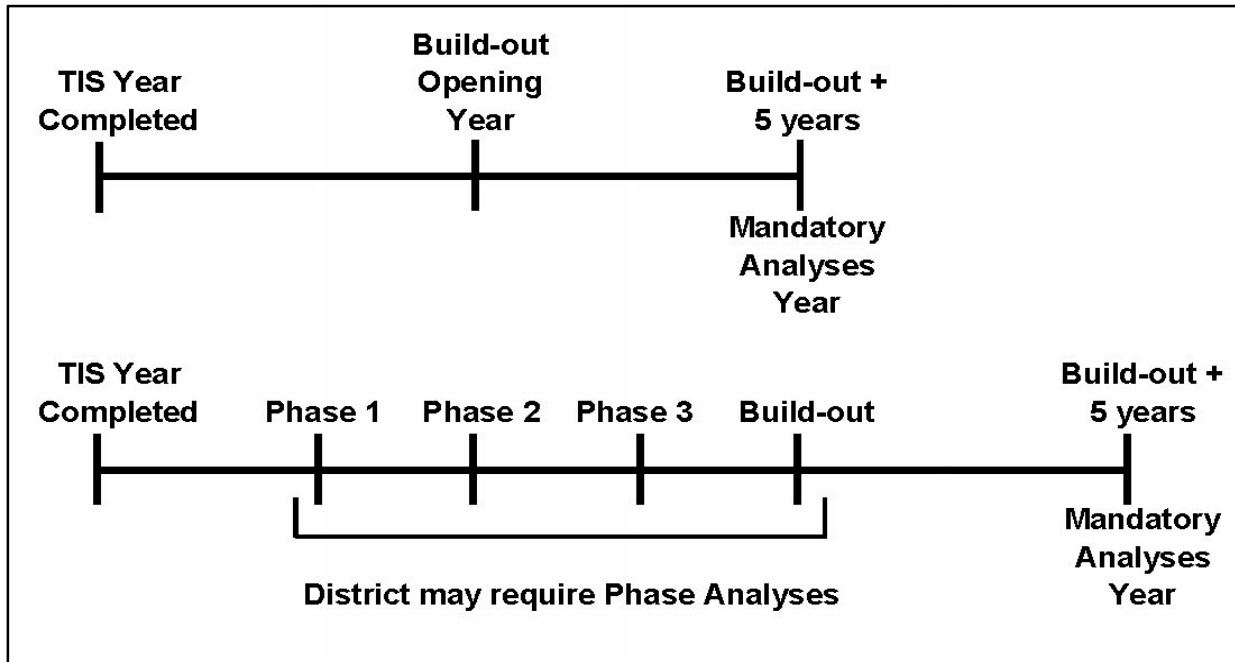 TIS Year
Completed
Build-out
Opening
Year
Build-out +
5 years
Mandatory
Analyses
Year
TIS Year
Completed
Phase 1
Phase 2
Phase 3
Build-out
Build-out +
5 years
Mandatory
Analyses
Year
District may require Phase Analyses